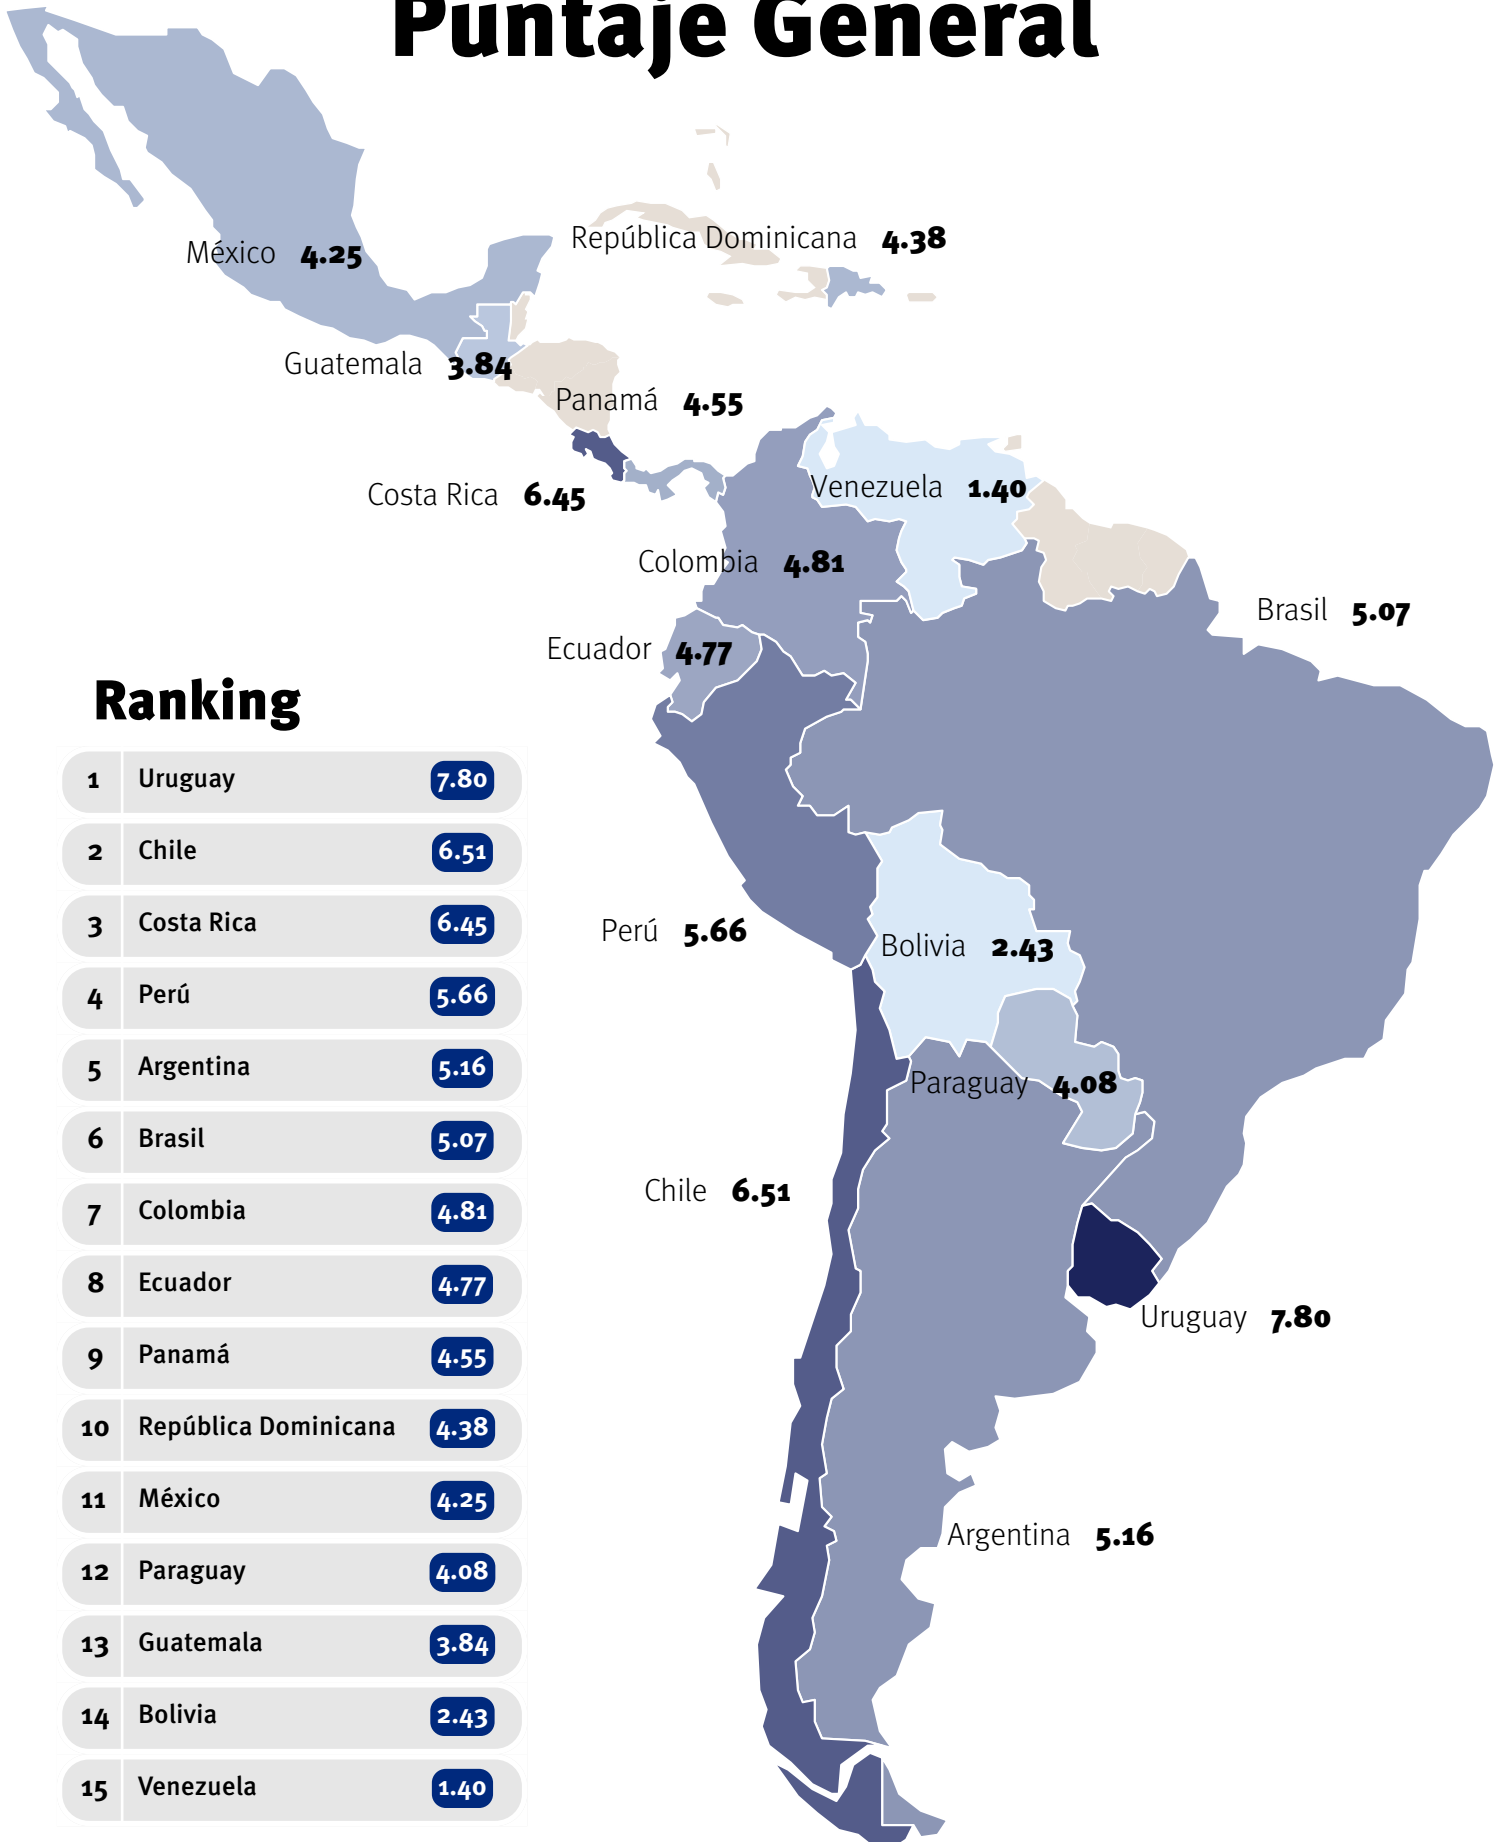 Puntaje General
México 4.25
República Dominicana 4.38
Guatemala 3.84
Panamá 4.55
Costa Rica 6.45
Venezuela 1.40
Colombia 4.81
Brasil 5.07
Ecuador 4.77
Perú 5.66
Bolivia 2.43
Paraguay 4.08
Chile 6.51
Uruguay 7.80
Argentina 5.16
Ranking
1 Uruguay 7.80
2 Chile 6.51
3 Costa Rica 6.45
4 Perú 5.66
5 Argentina 5.16
6 Brasil 5.07
7 Colombia 4.81
8 Ecuador 4.77
9 Panamá 4.55
10 República Dominicana 4.38
11 México 4.25
12 Paraguay 4.08
13 Guatemala 3.84
14 Bolivia 2.43
15 Venezuela 1.40